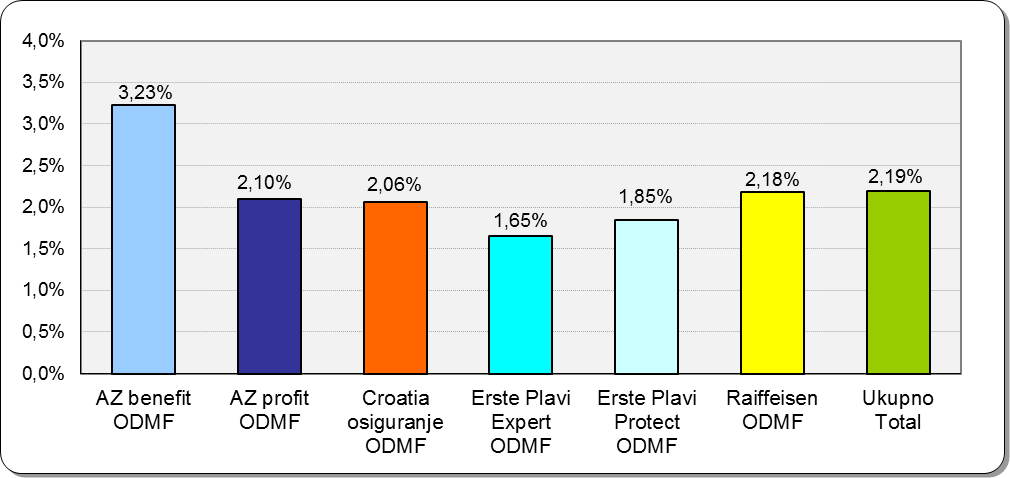 4,0%
3,5%
3,0%
2,5%
2,0%
1,5%
1,0%
0,5%
0,0%
3,23%
2,10%
2,06%
1,65%
1,85%
2,18%
2,19%
AZ benefit
ODMF
AZ profit
ODMF
Croatia
osiguranje
ODMF
Erste Plavi
Expert
ODMF
Erste Plavi
Protect
ODMF
Raiffeisen
ODMF
Ukupno
Total